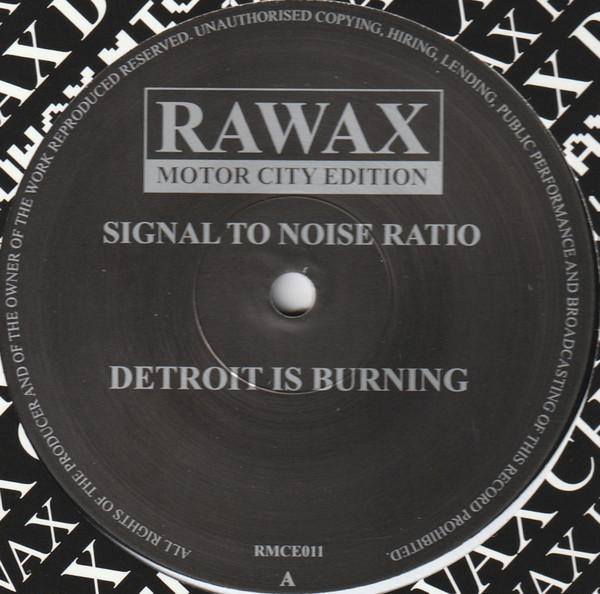 RAWAX
MOTOR CITY EDITION
SIGNAL TO NOISE RATIO
DETROIT IS BURNING
RMCE011
A
ALL RIGHTS OF THE PRODUCER AND OF THE OWNER OF THE WORK REPRODUCED RESERVED. UNAUTHORISED COPYING, HIRING, LENDING, PUBLIC PERFORMANCE AND BROADCASTING OF THIS RECORD PROHIBITED.